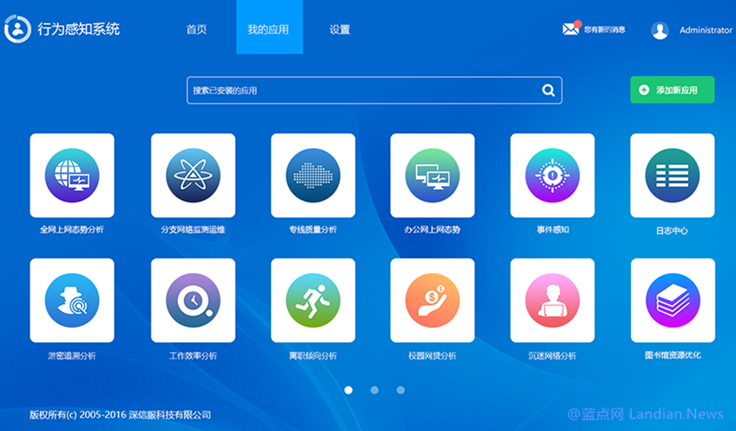 行为感知系统
首页
我的应用
设置
您有新的消息
Administrator
搜索已安装的应用
添加新应用
全网上网态势分析
分支网络监测运维
专线质量分析
办公网上网态势
事件感知
日志中心
泄密追溯分析
工作效率分析
离职倾向分析
校园网贷分析
沉迷网络分析
图书馆资源优化
版权所有(c) 2005-2016 深信服科技有限公司
@蓝点网 Landian.News